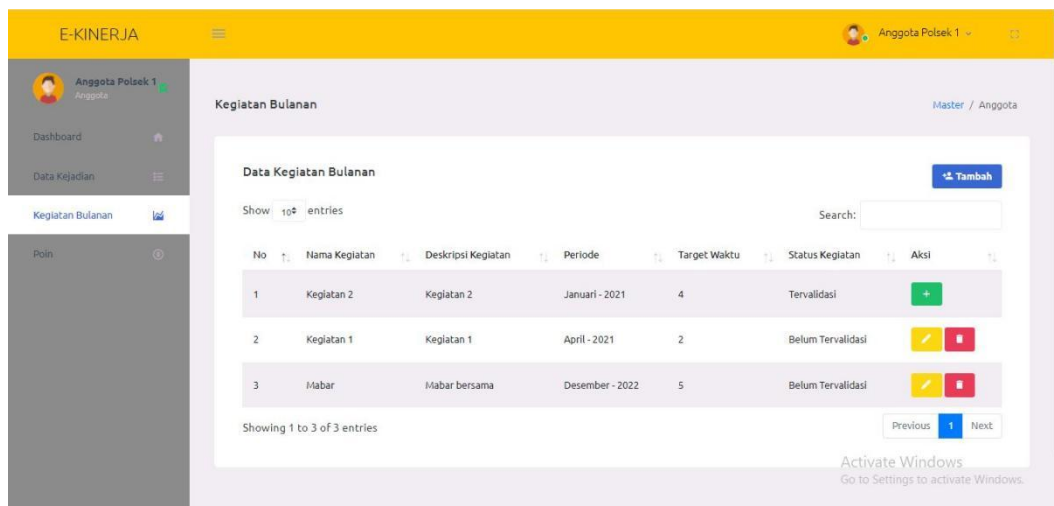 E-KINERJA
Anggota Polsek 1
Anggota Polsek 1
Anggota
Dashboard
Data Kejadian
Kegiatan Bulanan
Poin
Kegiatan Bulanan
Master / Anggota
Data Kegiatan Bulanan
Tambah
Show 10 entries
Search:
No Nama Kegiatan Deskripsi Kegiatan Periode Target Waktu Status Kegiatan Aksi
1 Kegiatan 2 Kegiatan 2 Januari - 2021 4 Tervalidasi
2 Kegiatan 1 Kegiatan 1 April - 2021 2 Belum Tervalidasi
3 Mabar Mabar bersama Desember - 2022 5 Belum Tervalidasi
Showing 1 to 3 of 3 entries
Previous 1 Next
Activate Windows
Go to Settings to activate Windows.